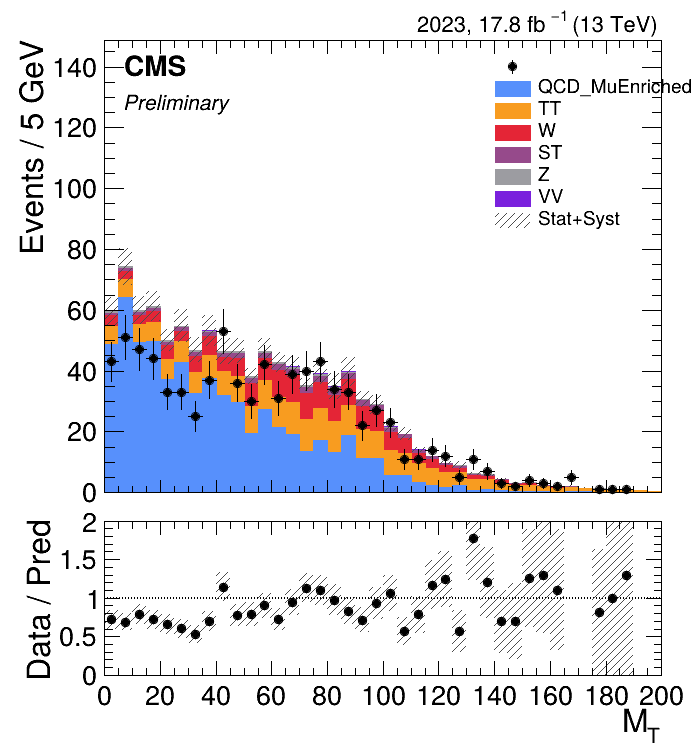 2023, 17.8 fb⁻¹ (13 TeV)
CMS
Preliminary
QCD_MuEnriched
TT
W
ST
Z
VV
Stat+Syst
Events / 5 GeV
140
120
100
80
60
40
20
0
Data / Pred
2
1.5
1
0.5
0
0 20 40 60 80 100 120 140 160 180 200
M_T